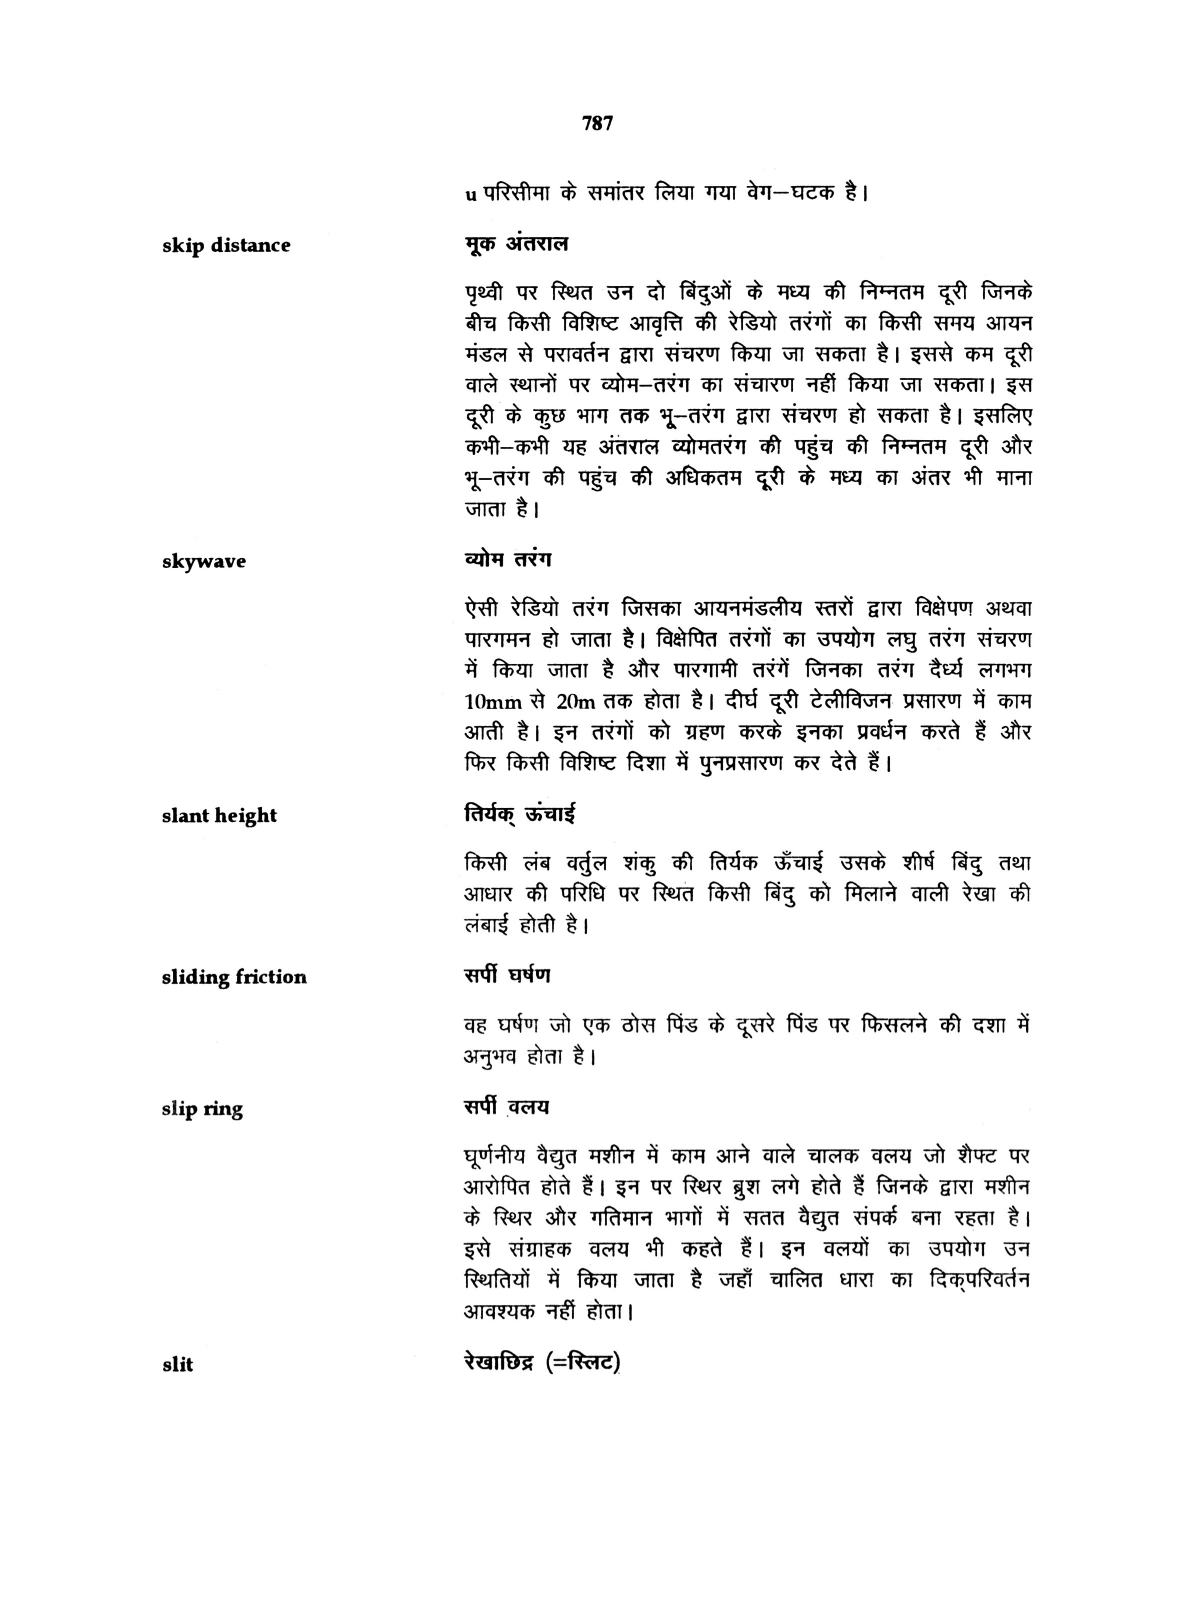 787
u परिसीमा के समांतर लिया गया वेग–घटक है।
skip distance मूक अंतराल
पृथ्वी पर स्थित उन दो बिंदुओं के मध्य की निम्नतम दूरी जिनके
बीच किसी विशिष्ट आवृत्ति की रेडियो तरंगों का किसी समय आयन
मंडल से परावर्तन द्वारा संचरण किया जा सकता है। इससे कम दूरी
वाले स्थानों पर व्योम–तरंग का संचारण नहीं किया जा सकता। इस
दूरी के कुछ भाग तक भू–तरंग द्वारा संचरण हो सकता है। इसलिए
कभी–कभी यह अंतराल व्योमतरंग की पहुंच की निम्नतम दूरी और
भू–तरंग की पहुंच की अधिकतम दूरी के मध्य का अंतर भी माना
जाता है।
skywave व्योम तरंग
ऐसी रेडियो तरंग जिसका आयनमंडलीय स्तरों द्वारा विक्षेपण अथवा
पारगमन हो जाता है। विक्षेपित तरंगों का उपयोग लघु तरंग संचरण
में किया जाता है और पारगामी तरंगें जिनका तरंग दैर्ध्य लगभग
10mm से 20m तक होता है। दीर्घ दूरी टेलीविजन प्रसारण में काम
आती है। इन तरंगों को ग्रहण करके इनका प्रवर्धन करते हैं और
फिर किसी विशिष्ट दिशा में पुनप्रसारण कर देते हैं।
slant height तिर्यक् ऊंचाई
किसी लंब वर्तुल शंकु की तिर्यक ऊँचाई उसके शीर्ष बिंदु तथा
आधार की परिधि पर स्थित किसी बिंदु को मिलाने वाली रेखा की
लंबाई होती है।
sliding friction सर्पी घर्षण
वह घर्षण जो एक ठोस पिंड के दूसरे पिंड पर फिसलने की दशा में
अनुभव होता है।
slip ring सर्पी वलय
घूर्णनीय वैद्युत मशीन में काम आने वाले चालक वलय जो शैफ्ट पर
आरोपित होते हैं। इन पर स्थिर ब्रुश लगे होते हैं जिनके द्वारा मशीन
के स्थिर और गतिमान भागों में सतत वैद्युत संपर्क बना रहता है।
इसे संग्राहक वलय भी कहते हैं। इन वलयों का उपयोग उन
स्थितियों में किया जाता है जहाँ चालित धारा का दिक्‌परिवर्तन
आवश्यक नहीं होता।
slit रेखाछिद्र (=स्लिट)